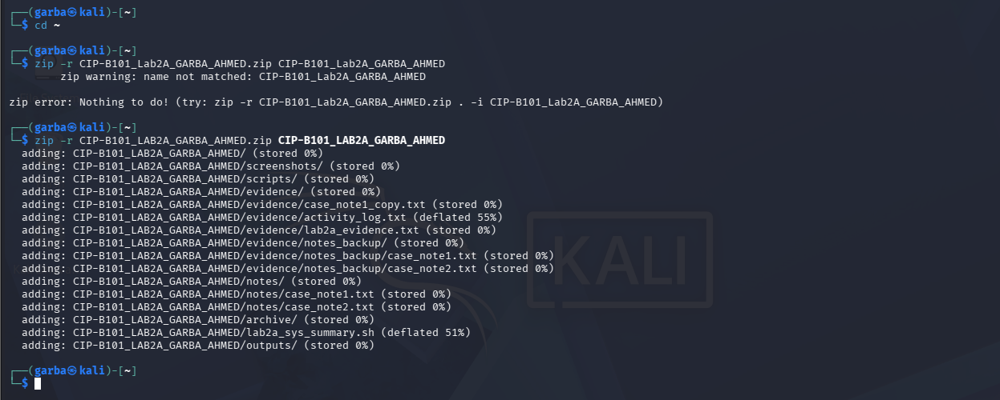 ┌──(garba㉿kali)-[~]
└─$ cd ~
┌──(garba㉿kali)-[~]
└─$ zip -r CIP-B101_Lab2A_GARBA_AHMED.zip CIP-B101_Lab2A_GARBA_AHMED
        zip warning: name not matched: CIP-B101_Lab2A_GARBA_AHMED
zip error: Nothing to do! (try: zip -r CIP-B101_Lab2A_GARBA_AHMED.zip . -i CIP-B101_Lab2A_GARBA_AHMED)
┌──(garba㉿kali)-[~]
└─$ zip -r CIP-B101_Lab2A_GARBA_AHMED.zip CIP-B101_LAB2A_GARBA_AHMED
  adding: CIP-B101_LAB2A_GARBA_AHMED/ (stored 0%)
  adding: CIP-B101_LAB2A_GARBA_AHMED/screenshots/ (stored 0%)
  adding: CIP-B101_LAB2A_GARBA_AHMED/scripts/ (stored 0%)
  adding: CIP-B101_LAB2A_GARBA_AHMED/evidence/ (stored 0%)
  adding: CIP-B101_LAB2A_GARBA_AHMED/evidence/case_note1_copy.txt (stored 0%)
  adding: CIP-B101_LAB2A_GARBA_AHMED/evidence/activity_log.txt (deflated 55%)
  adding: CIP-B101_LAB2A_GARBA_AHMED/evidence/lab2a_evidence.txt (stored 0%)
  adding: CIP-B101_LAB2A_GARBA_AHMED/evidence/notes_backup/ (stored 0%)
  adding: CIP-B101_LAB2A_GARBA_AHMED/evidence/notes_backup/case_note1.txt (stored 0%)
  adding: CIP-B101_LAB2A_GARBA_AHMED/evidence/notes_backup/case_note2.txt (stored 0%)
  adding: CIP-B101_LAB2A_GARBA_AHMED/notes/ (stored 0%)
  adding: CIP-B101_LAB2A_GARBA_AHMED/notes/case_note1.txt (stored 0%)
  adding: CIP-B101_LAB2A_GARBA_AHMED/notes/case_note2.txt (stored 0%)
  adding: CIP-B101_LAB2A_GARBA_AHMED/archive/ (stored 0%)
  adding: CIP-B101_LAB2A_GARBA_AHMED/lab2a_sys_summary.sh (deflated 51%)
  adding: CIP-B101_LAB2A_GARBA_AHMED/outputs/ (stored 0%)
┌──(garba㉿kali)-[~]
└─$
KALI